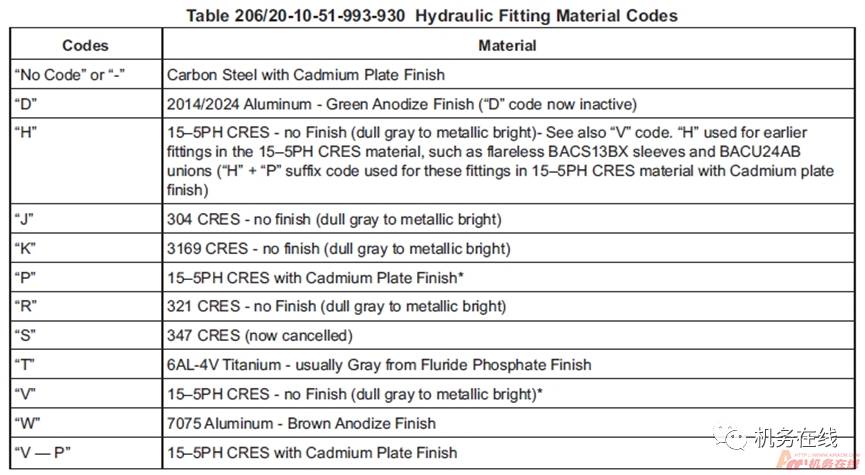 Table 206/20-10-51-993-930 Hydraulic Fitting Material Codes
Codes Material
“No Code” or “-” Carbon Steel with Cadmium Plate Finish
“D” 2014/2024 Aluminum - Green Anodize Finish (“D” code now inactive)
“H” 15–5PH CRES - no Finish (dull gray to metallic bright)- See also “V” code. “H” used for earlier
fittings in the 15–5PH CRES material, such as flareless BACS13BX sleeves and BACU24AB
unions (“H” + “P” suffix code used for these fittings in 15–5PH CRES material with Cadmium plate
finish)
“J” 304 CRES - no finish (dull gray to metallic bright)
“K” 3169 CRES - no finish (dull gray to metallic bright)
“P” 15–5PH CRES with Cadmium Plate Finish*
“R” 321 CRES - no Finish (dull gray to metallic bright)
“S” 347 CRES (now cancelled)
“T” 6AL-4V Titanium - usually Gray from Fluride Phosphate Finish
“V” 15–5PH CRES - no Finish (dull gray to metallic bright)*
“W” 7075 Aluminum - Brown Anodize Finish
“V — P” 15–5PH CRES with Cadmium Plate Finish
机务在线
机务在线